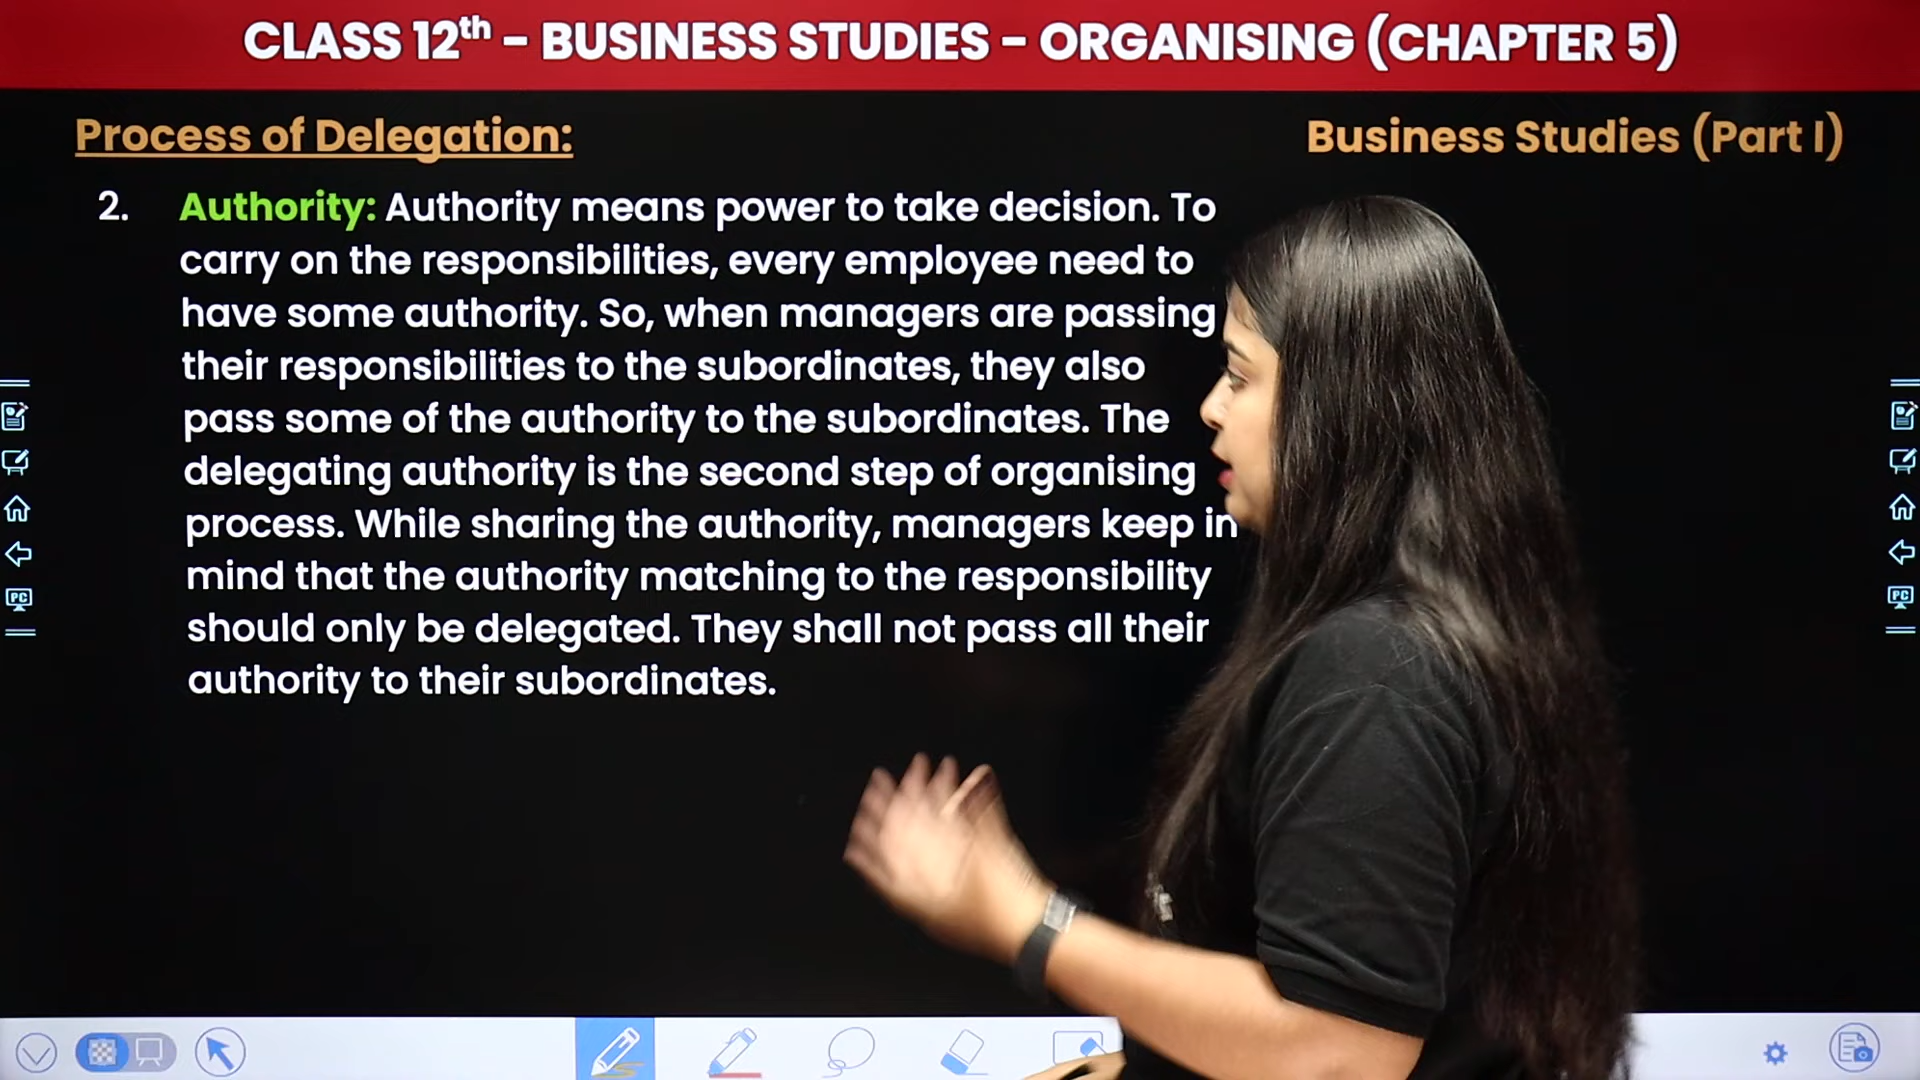 CLASS 12th - BUSINESS STUDIES - ORGANISING (CHAPTER 5)
Process of Delegation:
Business Studies (Part I)
2. Authority: Authority means power to take decision. To
carry on the responsibilities, every employee need to
have some authority. So, when managers are passing
their responsibilities to the subordinates, they also
pass some of the authority to the subordinates. The
delegating authority is the second step of organising
process. While sharing the authority, managers keep in
mind that the authority matching to the responsibility
should only be delegated. They shall not pass all their
authority to their subordinates.
PC
PC